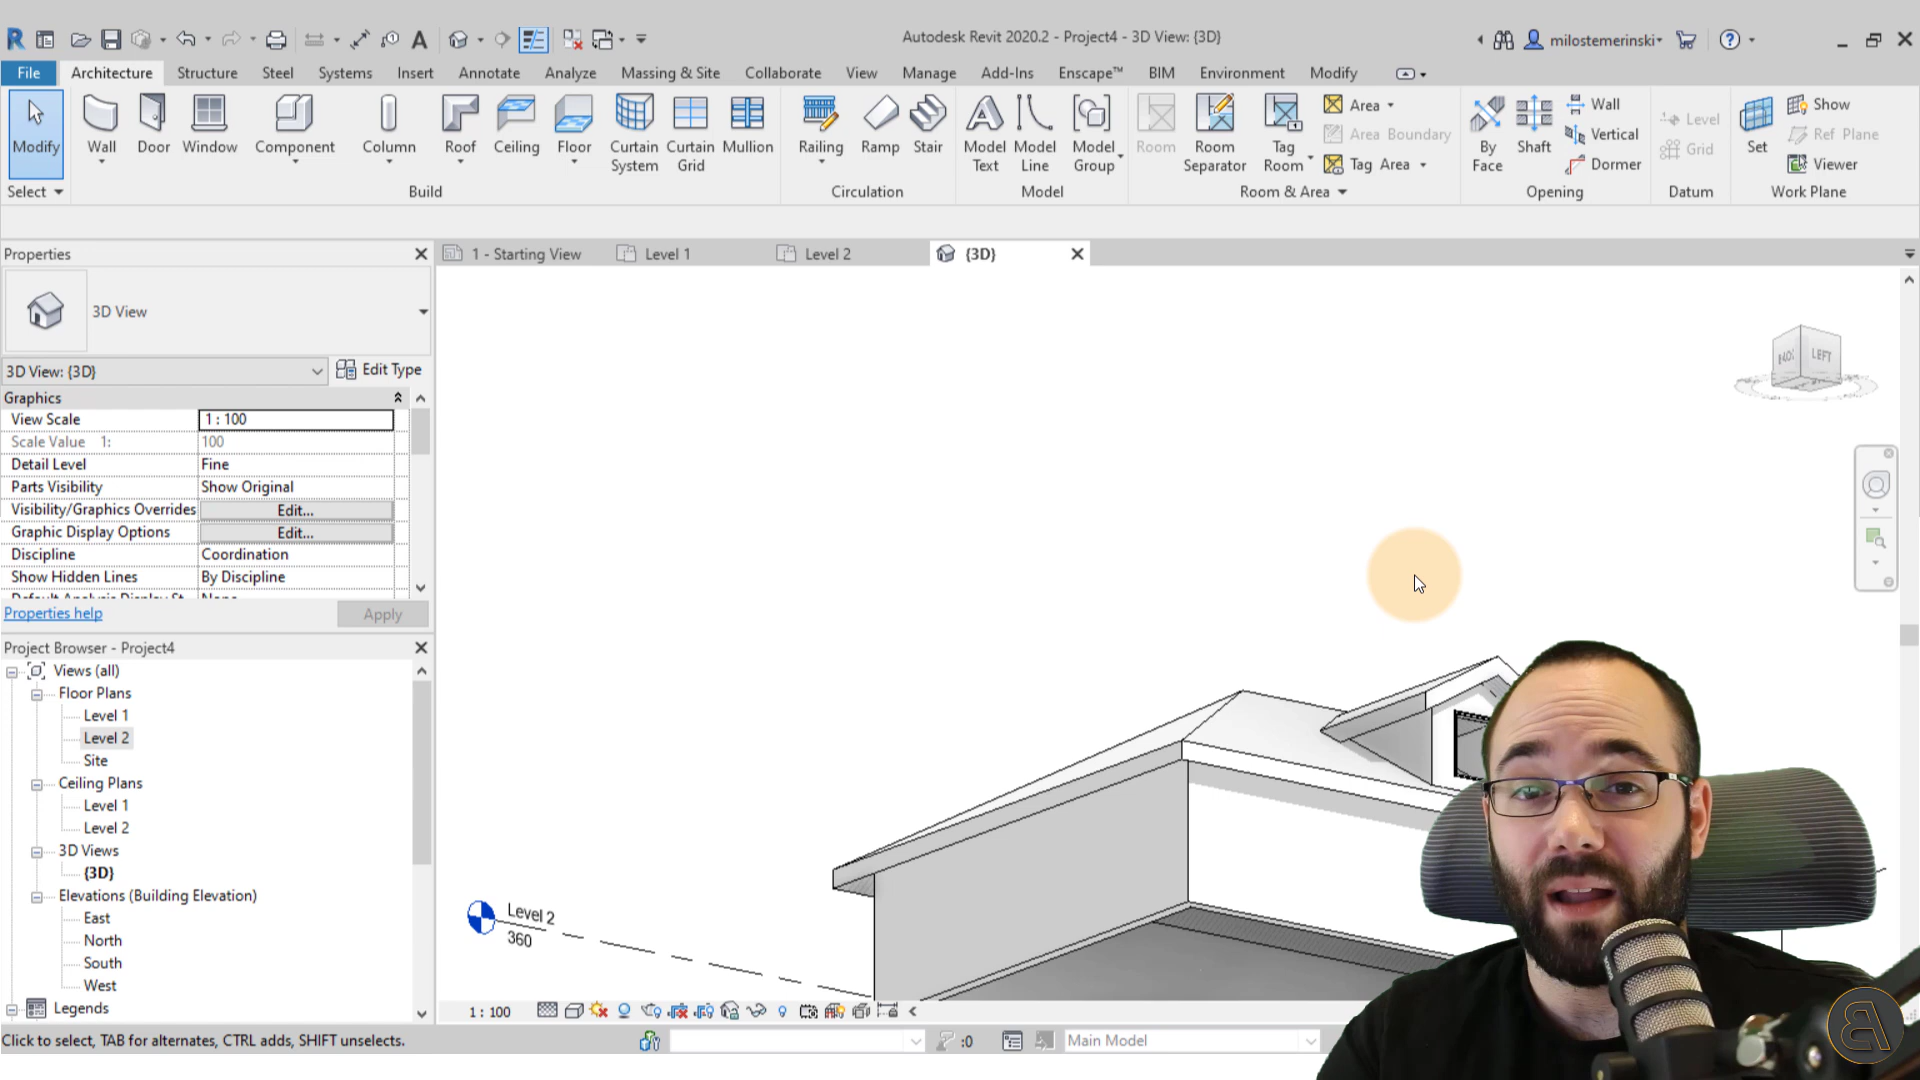 Autodesk Revit 2020.2 - Project4 - 3D View: {3D}
milostemerinski
File Architecture Structure Steel Systems Insert Annotate Analyze Massing & Site Collaborate View Manage Add-Ins Enscape™ BIM Environment Modify
Modify Wall Door Window Component Column Roof Ceiling Floor Curtain System Curtain Grid Mullion Railing Ramp Stair Model Text Model Line Model Group Room Room Separator Tag Room
Area
Area Boundary
Tag Area
By Face Shaft
Wall
Vertical
Dormer
Level
Grid
Set
Show
Ref Plane
Viewer
Select Build Circulation Model Room & Area Opening Datum Work Plane
Properties
1 - Starting View Level 1 Level 2 {3D}
3D View
3D View: {3D} Edit Type
Graphics
View Scale 1 : 100
Scale Value 1: 100
Detail Level Fine
Parts Visibility Show Original
Visibility/Graphics Overrides Edit...
Graphic Display Options Edit...
Discipline Coordination
Show Hidden Lines By Discipline
Properties help Apply
Project Browser - Project4
Views (all)
Floor Plans
Level 1
Level 2
Site
Ceiling Plans
Level 1
Level 2
3D Views
{3D}
Elevations (Building Elevation)
East
North
South
West
Legends
LEFT
Level 2
360
1 : 100
Click to select, TAB for alternates, CTRL adds, SHIFT unselects.
:0
Main Model